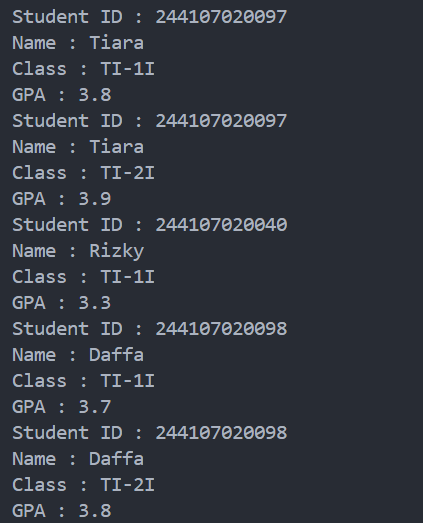 Student ID : 244107020097
Name : Tiara
Class : TI-1I
GPA : 3.8
Student ID : 244107020097
Name : Tiara
Class : TI-2I
GPA : 3.9
Student ID : 244107020040
Name : Rizky
Class : TI-1I
GPA : 3.3
Student ID : 244107020098
Name : Daffa
Class : TI-1I
GPA : 3.7
Student ID : 244107020098
Name : Daffa
Class : TI-2I
GPA : 3.8